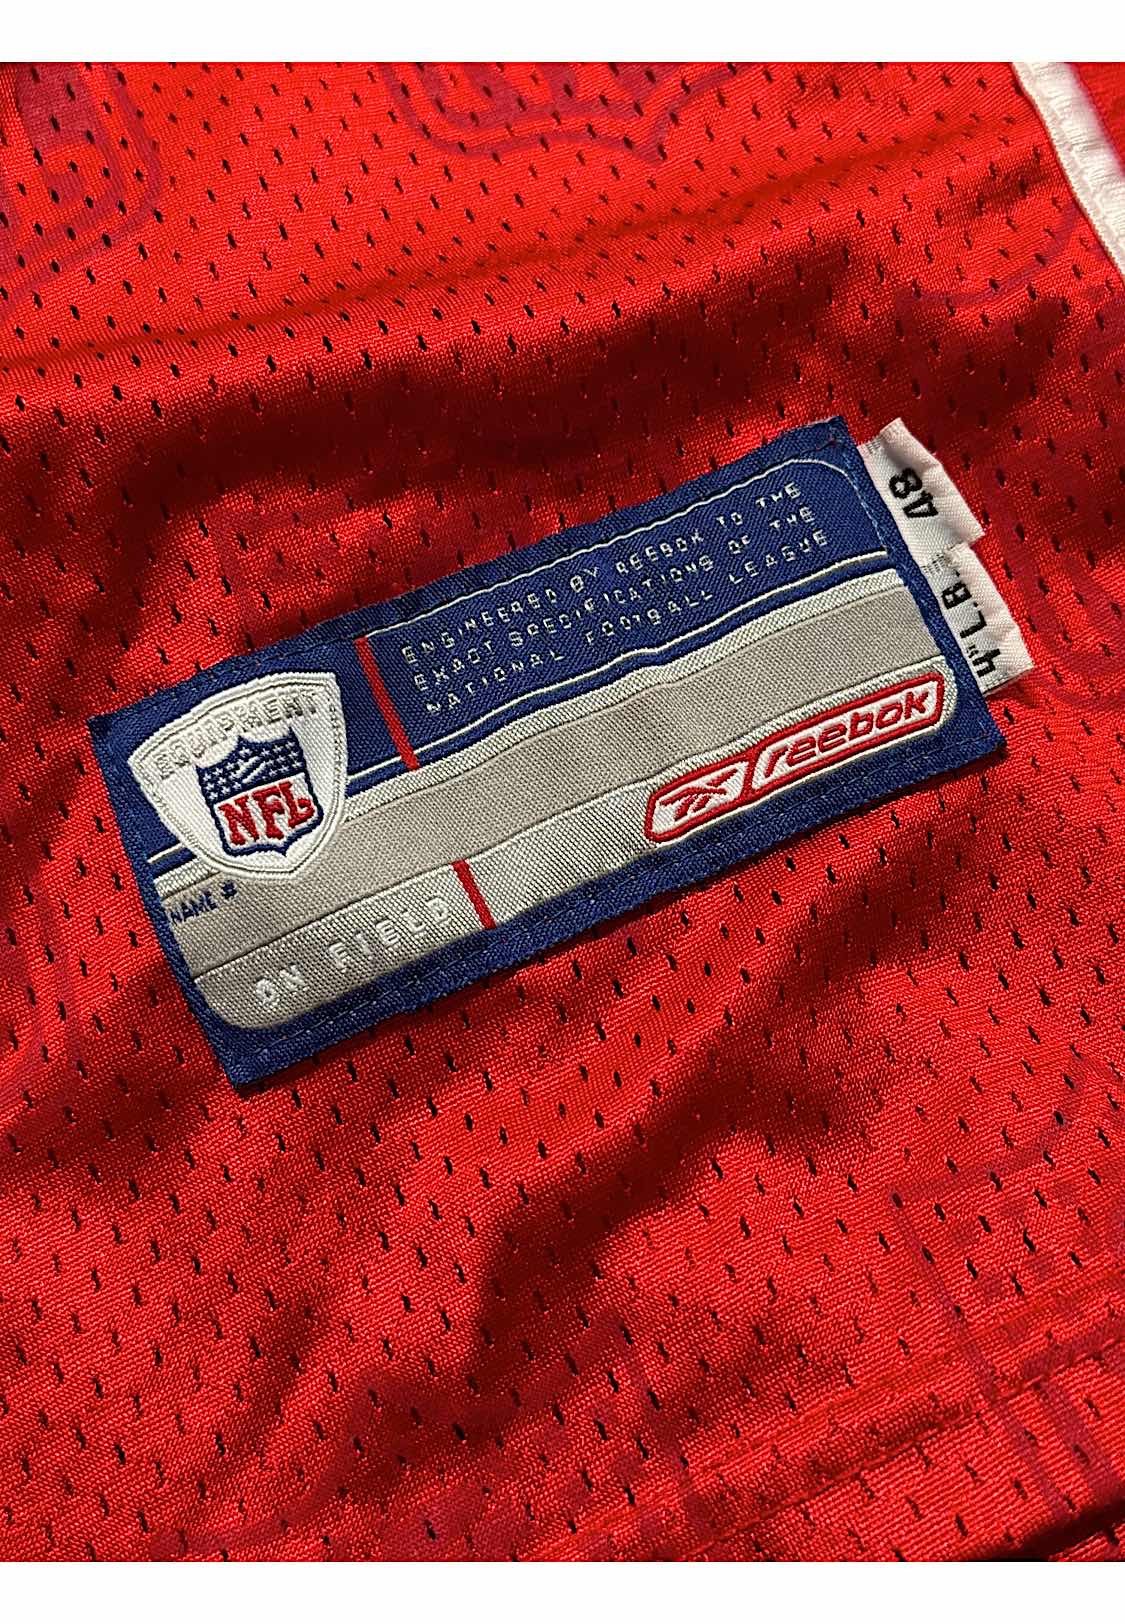 ENGINEERED BY REEBOK TO THE
EXACT SPECIFICATIONS OF THE
NATIONAL FOOTBALL LEAGUE
EQUIPMENT
NFL
NAME #
ON FIELD
Reebok
48
4" L.B.